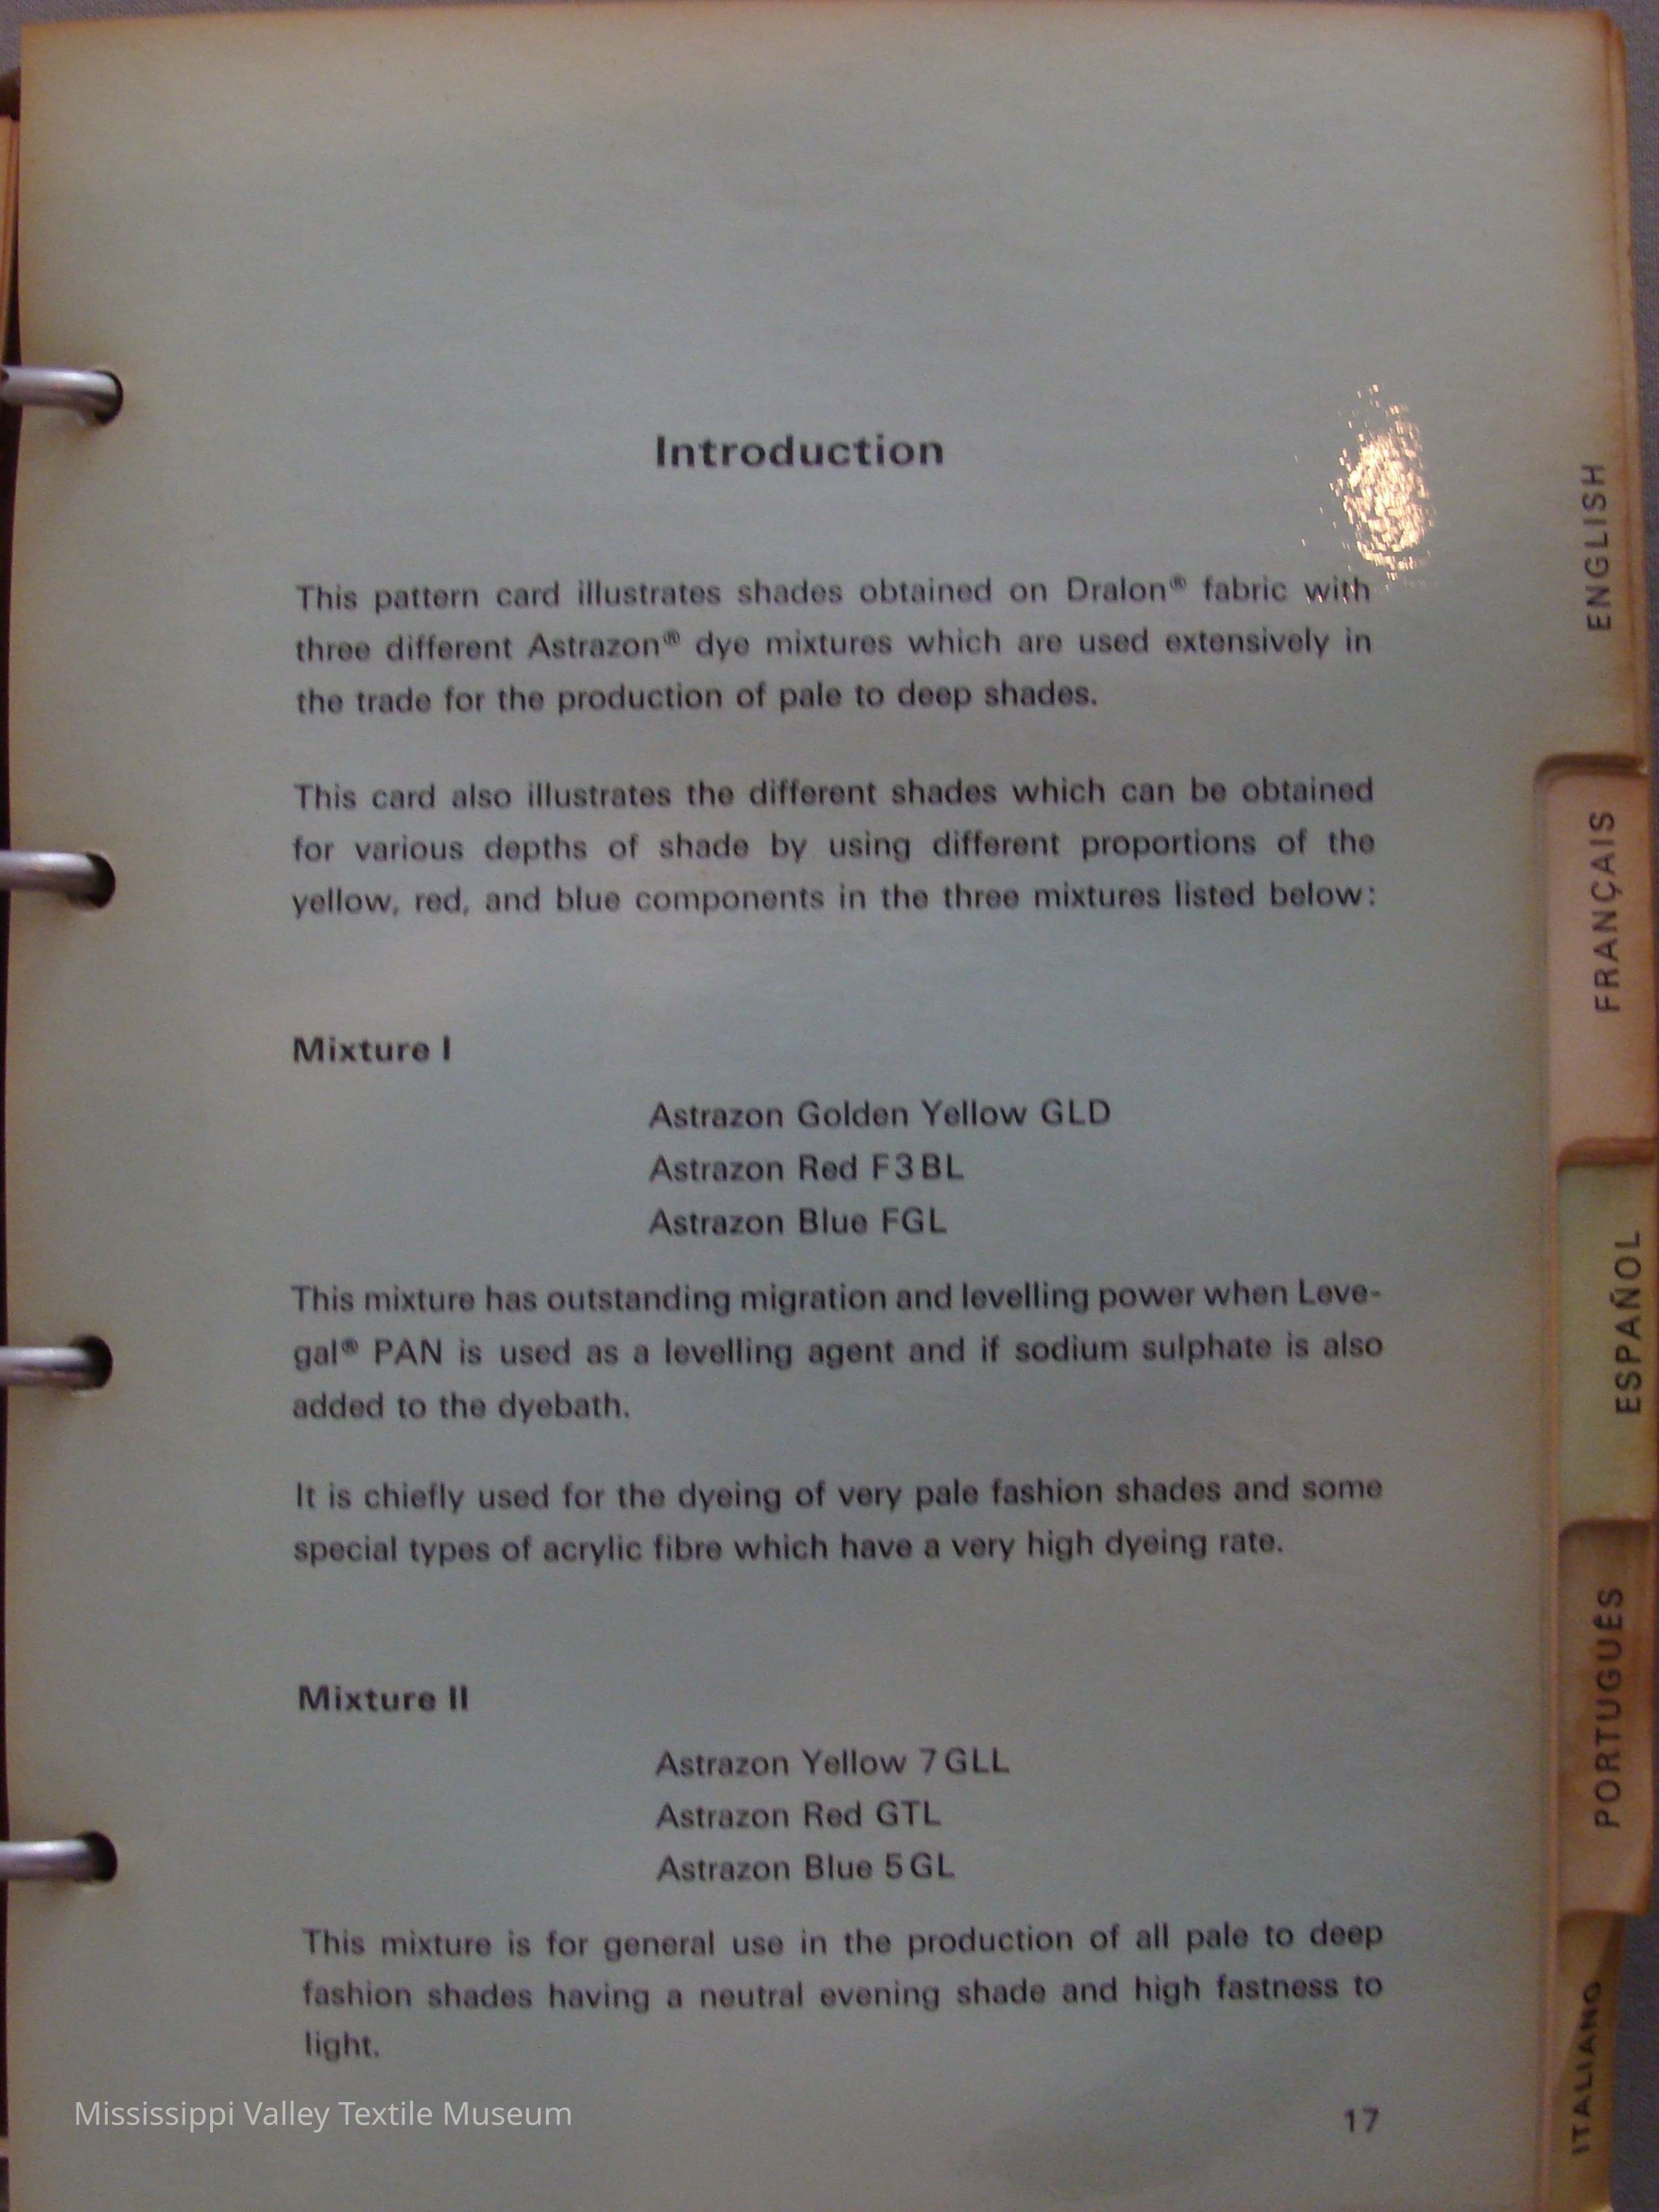 Introduction
This pattern card illustrates shades obtained on Dralon® fabric with
three different Astrazon® dye mixtures which are used extensively in
the trade for the production of pale to deep shades.
This card also illustrates the different shades which can be obtained
for various depths of shade by using different proportions of the
yellow, red, and blue components in the three mixtures listed below:
Mixture I
Astrazon Golden Yellow GLD
Astrazon Red F3BL
Astrazon Blue FGL
This mixture has outstanding migration and levelling power when Leve-
gal® PAN is used as a levelling agent and if sodium sulphate is also
added to the dyebath.
It is chiefly used for the dyeing of very pale fashion shades and some
special types of acrylic fibre which have a very high dyeing rate.
Mixture II
Astrazon Yellow 7GLL
Astrazon Red GTL
Astrazon Blue 5GL
This mixture is for general use in the production of all pale to deep
fashion shades having a neutral evening shade and high fastness to
light.
17
ENGLISH
FRANÇAIS
ESPAÑOL
PORTUGUÊS
ITALIANO
Mississippi Valley Textile Museum